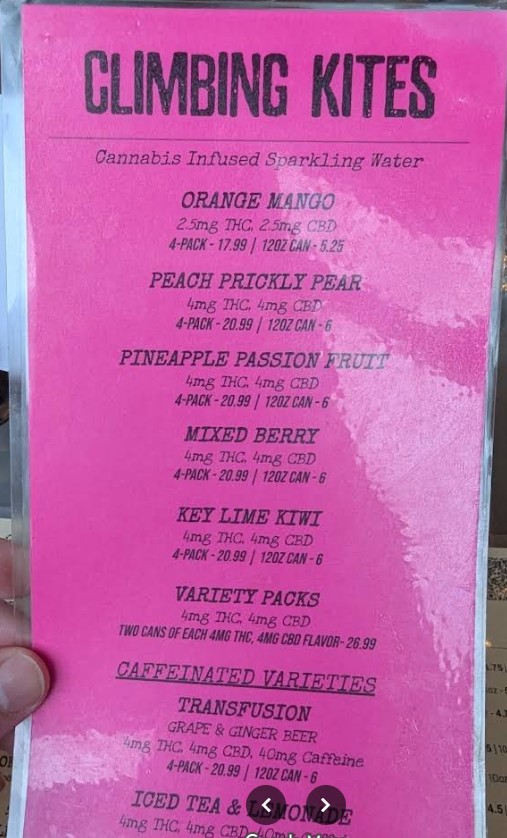 CLIMBING KITES
Cannabis Infused Sparkling Water
ORANGE MANGO
2.5mg THC, 2.5mg CBD
4-PACK - 17.99 | 12OZ CAN - 5.25
PEACH PRICKLY PEAR
4mg THC, 4mg CBD
4-PACK - 20.99 | 12OZ CAN - 6
PINEAPPLE PASSION FRUIT
4mg THC, 4mg CBD
4-PACK - 20.99 | 12OZ CAN - 6
MIXED BERRY
4mg THC, 4mg CBD
4-PACK - 20.99 | 12OZ CAN - 6
KEY LIME KIWI
4mg THC, 4mg CBD
4-PACK - 20.99 | 12OZ CAN - 6
VARIETY PACKS
4mg THC, 4mg CBD
TWO CANS OF EACH 4MG THC, 4MG CBD FLAVOR- 26.99
CAFFEINATED VARIETIES
TRANSFUSION
GRAPE & GINGER BEER
4mg THC, 4mg CBD, 40mg Caffeine
4-PACK - 20.99 | 12OZ CAN - 6
ICED TEA & LEMONADE
4mg THC, 4mg CBD